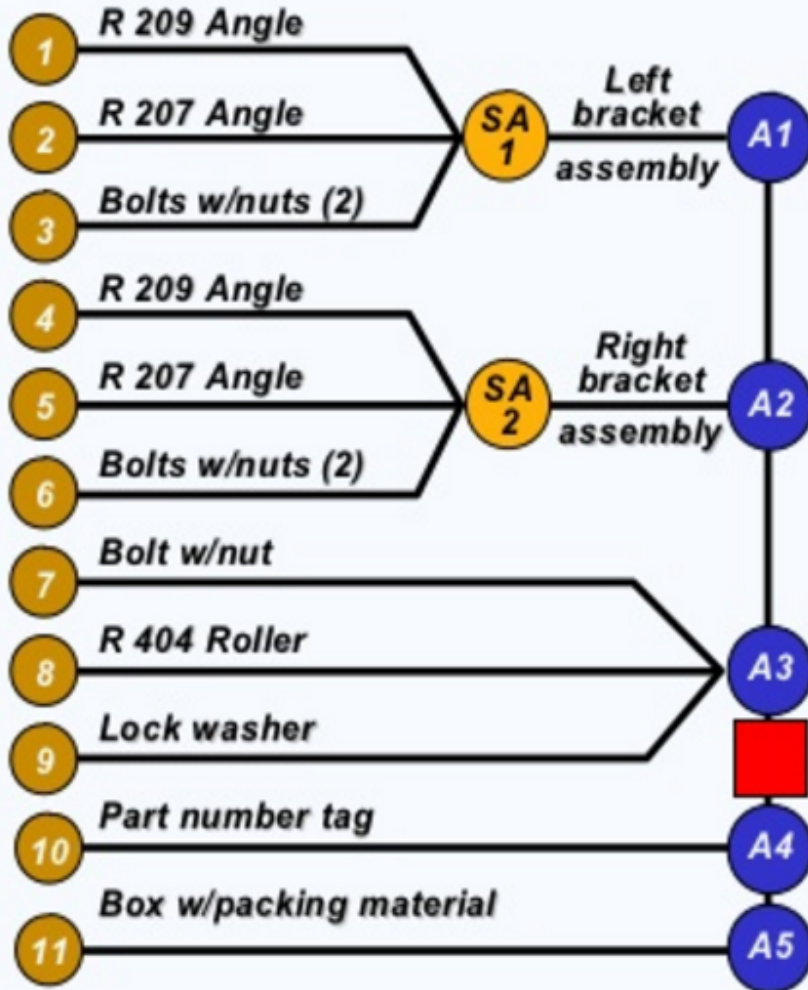 1
R 209 Angle
2
R 207 Angle
3
Bolts w/nuts (2)
SA
1
Left
bracket
assembly
A1
4
R 209 Angle
5
R 207 Angle
6
Bolts w/nuts (2)
SA
2
Right
bracket
assembly
A2
7
Bolt w/nut
8
R 404 Roller
9
Lock washer
A3
10
Part number tag
A4
11
Box w/packing material
A5